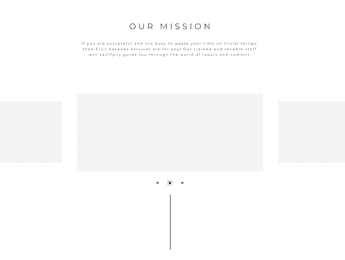 OUR MISSION
If you are successful and too busy to waste your time on trivial things,
then Elvir bespoke services are for you! Our trained and reliable staff
will skillfully guide you through the world of luxury and comfort.